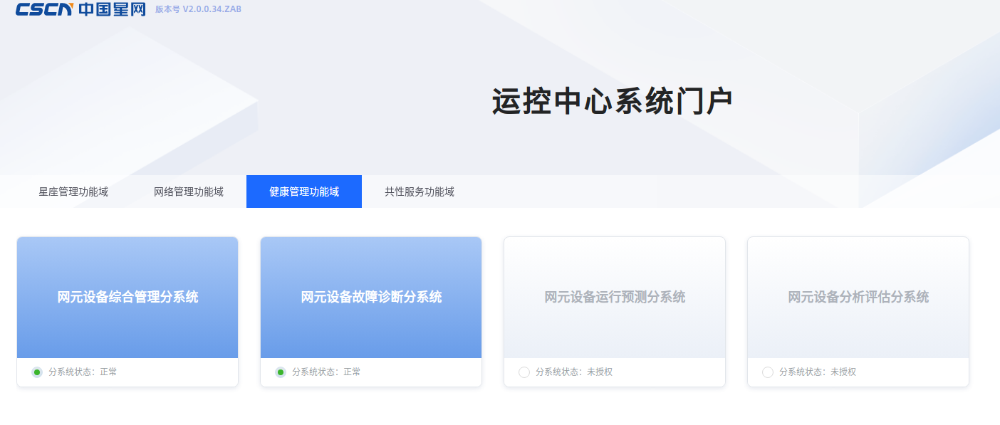 CSCN 中国星网 版本号 V2.0.0.34.ZAB
运控中心系统门户
星座管理功能域 网络管理功能域 健康管理功能域 共性服务功能域
网元设备综合管理分系统 网元设备故障诊断分系统 网元设备运行预测分系统 网元设备分析评估分系统
分系统状态：正常 分系统状态：正常 分系统状态：未授权 分系统状态：未授权